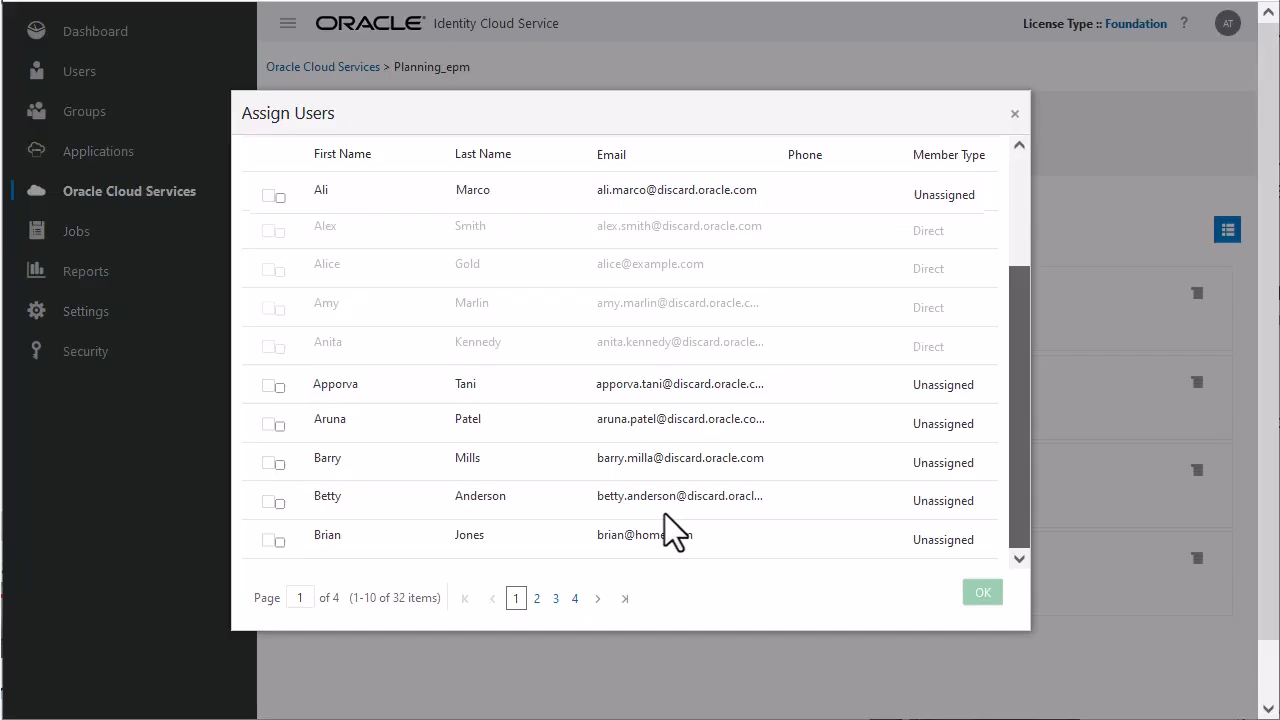 Dashboard
Users
Groups
Applications
Oracle Cloud Services
Jobs
Reports
Settings
Security
ORACLE® Identity Cloud Service
License Type :: Foundation ?
AT
Oracle Cloud Services > Planning_epm
Assign Users ×
First Name Last Name Email Phone Member Type
Ali Marco ali.marco@discard.oracle.com Unassigned
Alex Smith alex.smith@discard.oracle.com Direct
Alice Gold alice@example.com Direct
Amy Marlin amy.marlin@discard.oracle.c... Direct
Anita Kennedy anita.kennedy@discard.oracle... Direct
Apporva Tani apporva.tani@discard.oracle.c... Unassigned
Aruna Patel aruna.patel@discard.oracle.co... Unassigned
Barry Mills barry.milla@discard.oracle.com Unassigned
Betty Anderson betty.anderson@discard.oracl... Unassigned
Brian Jones Unassigned
Page 1 of 4 (1-10 of 32 items) 1 2 3 4
OK